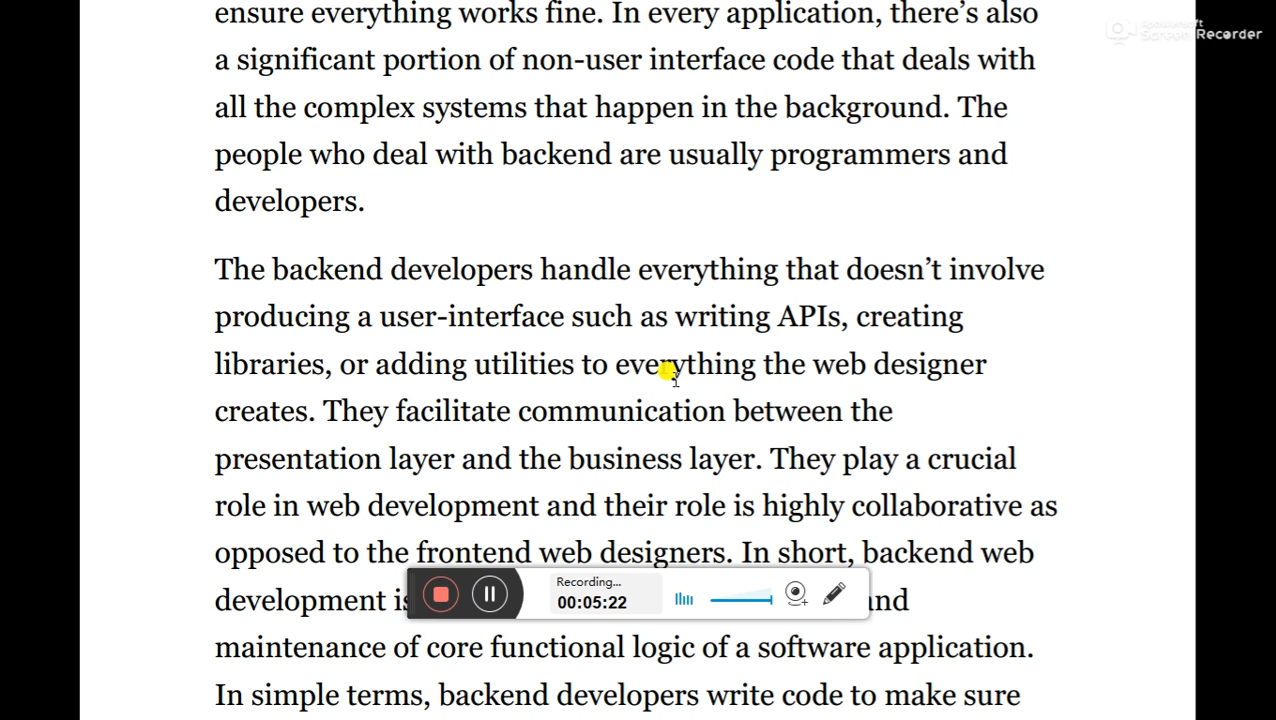 ensure everything works fine. In every application, there’s also
a significant portion of non-user interface code that deals with
all the complex systems that happen in the background. The
people who deal with backend are usually programmers and
developers.
The backend developers handle everything that doesn’t involve
producing a user-interface such as writing APIs, creating
libraries, or adding utilities to everything the web designer
creates. They facilitate communication between the
presentation layer and the business layer. They play a crucial
role in web development and their role is highly collaborative as
opposed to the frontend web designers. In short, backend web
development and
maintenance of core functional logic of a software application.
In simple terms, backend developers write code to make sure
Recording...
00:05:22
Apowersoft
Screen Recorder